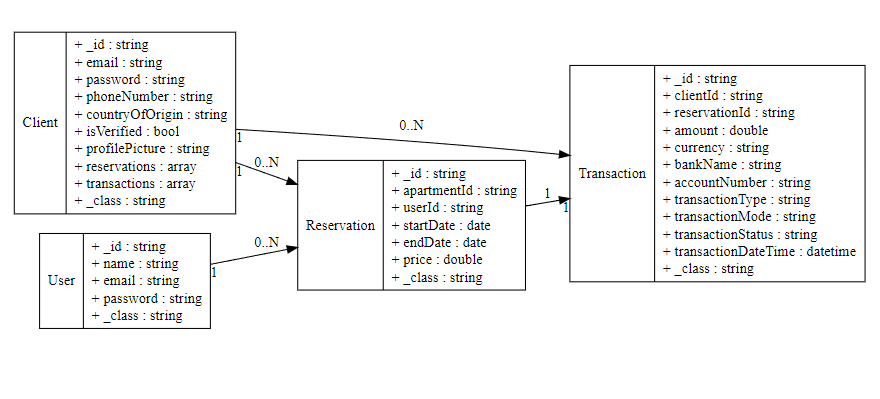 Client
+ _id : string
+ email : string
+ password : string
+ phoneNumber : string
+ countryOfOrigin : string
+ isVerified : bool
+ profilePicture : string
+ reservations : array
+ transactions : array
+ _class : string
1
0..N
1
0..N
User
+ _id : string
+ name : string
+ email : string
+ password : string
+ _class : string
1
0..N
Reservation
+ _id : string
+ apartmentId : string
+ userId : string
+ startDate : date
+ endDate : date
+ price : double
+ _class : string
1
1
Transaction
+ _id : string
+ clientId : string
+ reservationId : string
+ amount : double
+ currency : string
+ bankName : string
+ accountNumber : string
+ transactionType : string
+ transactionMode : string
+ transactionStatus : string
+ transactionDateTime : datetime
+ _class : string